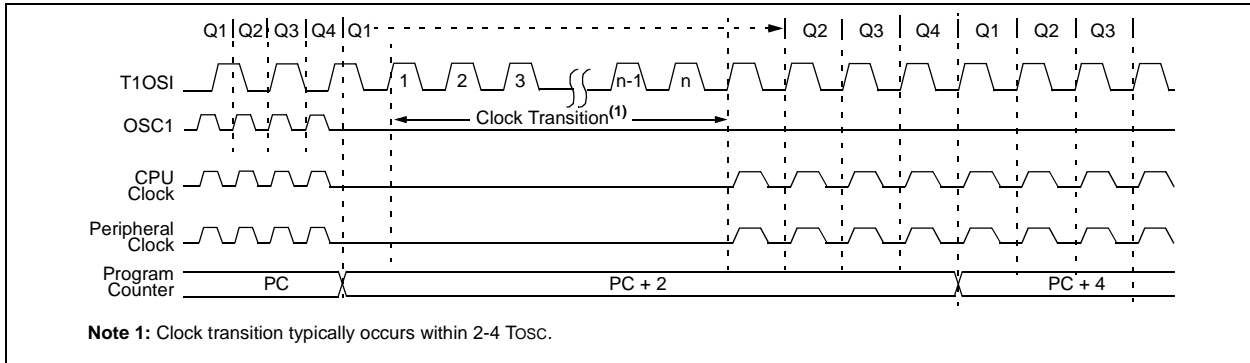 Q1 Q2 Q3 Q4 Q1 Q2 Q3 Q4 Q1 Q2 Q3
T1OSI 1 2 3 n-1 n
OSC1 Clock Transition(1)
CPU
Clock
Peripheral
Clock
Program
Counter PC PC + 2 PC + 4
Note 1: Clock transition typically occurs within 2-4 TOSC.